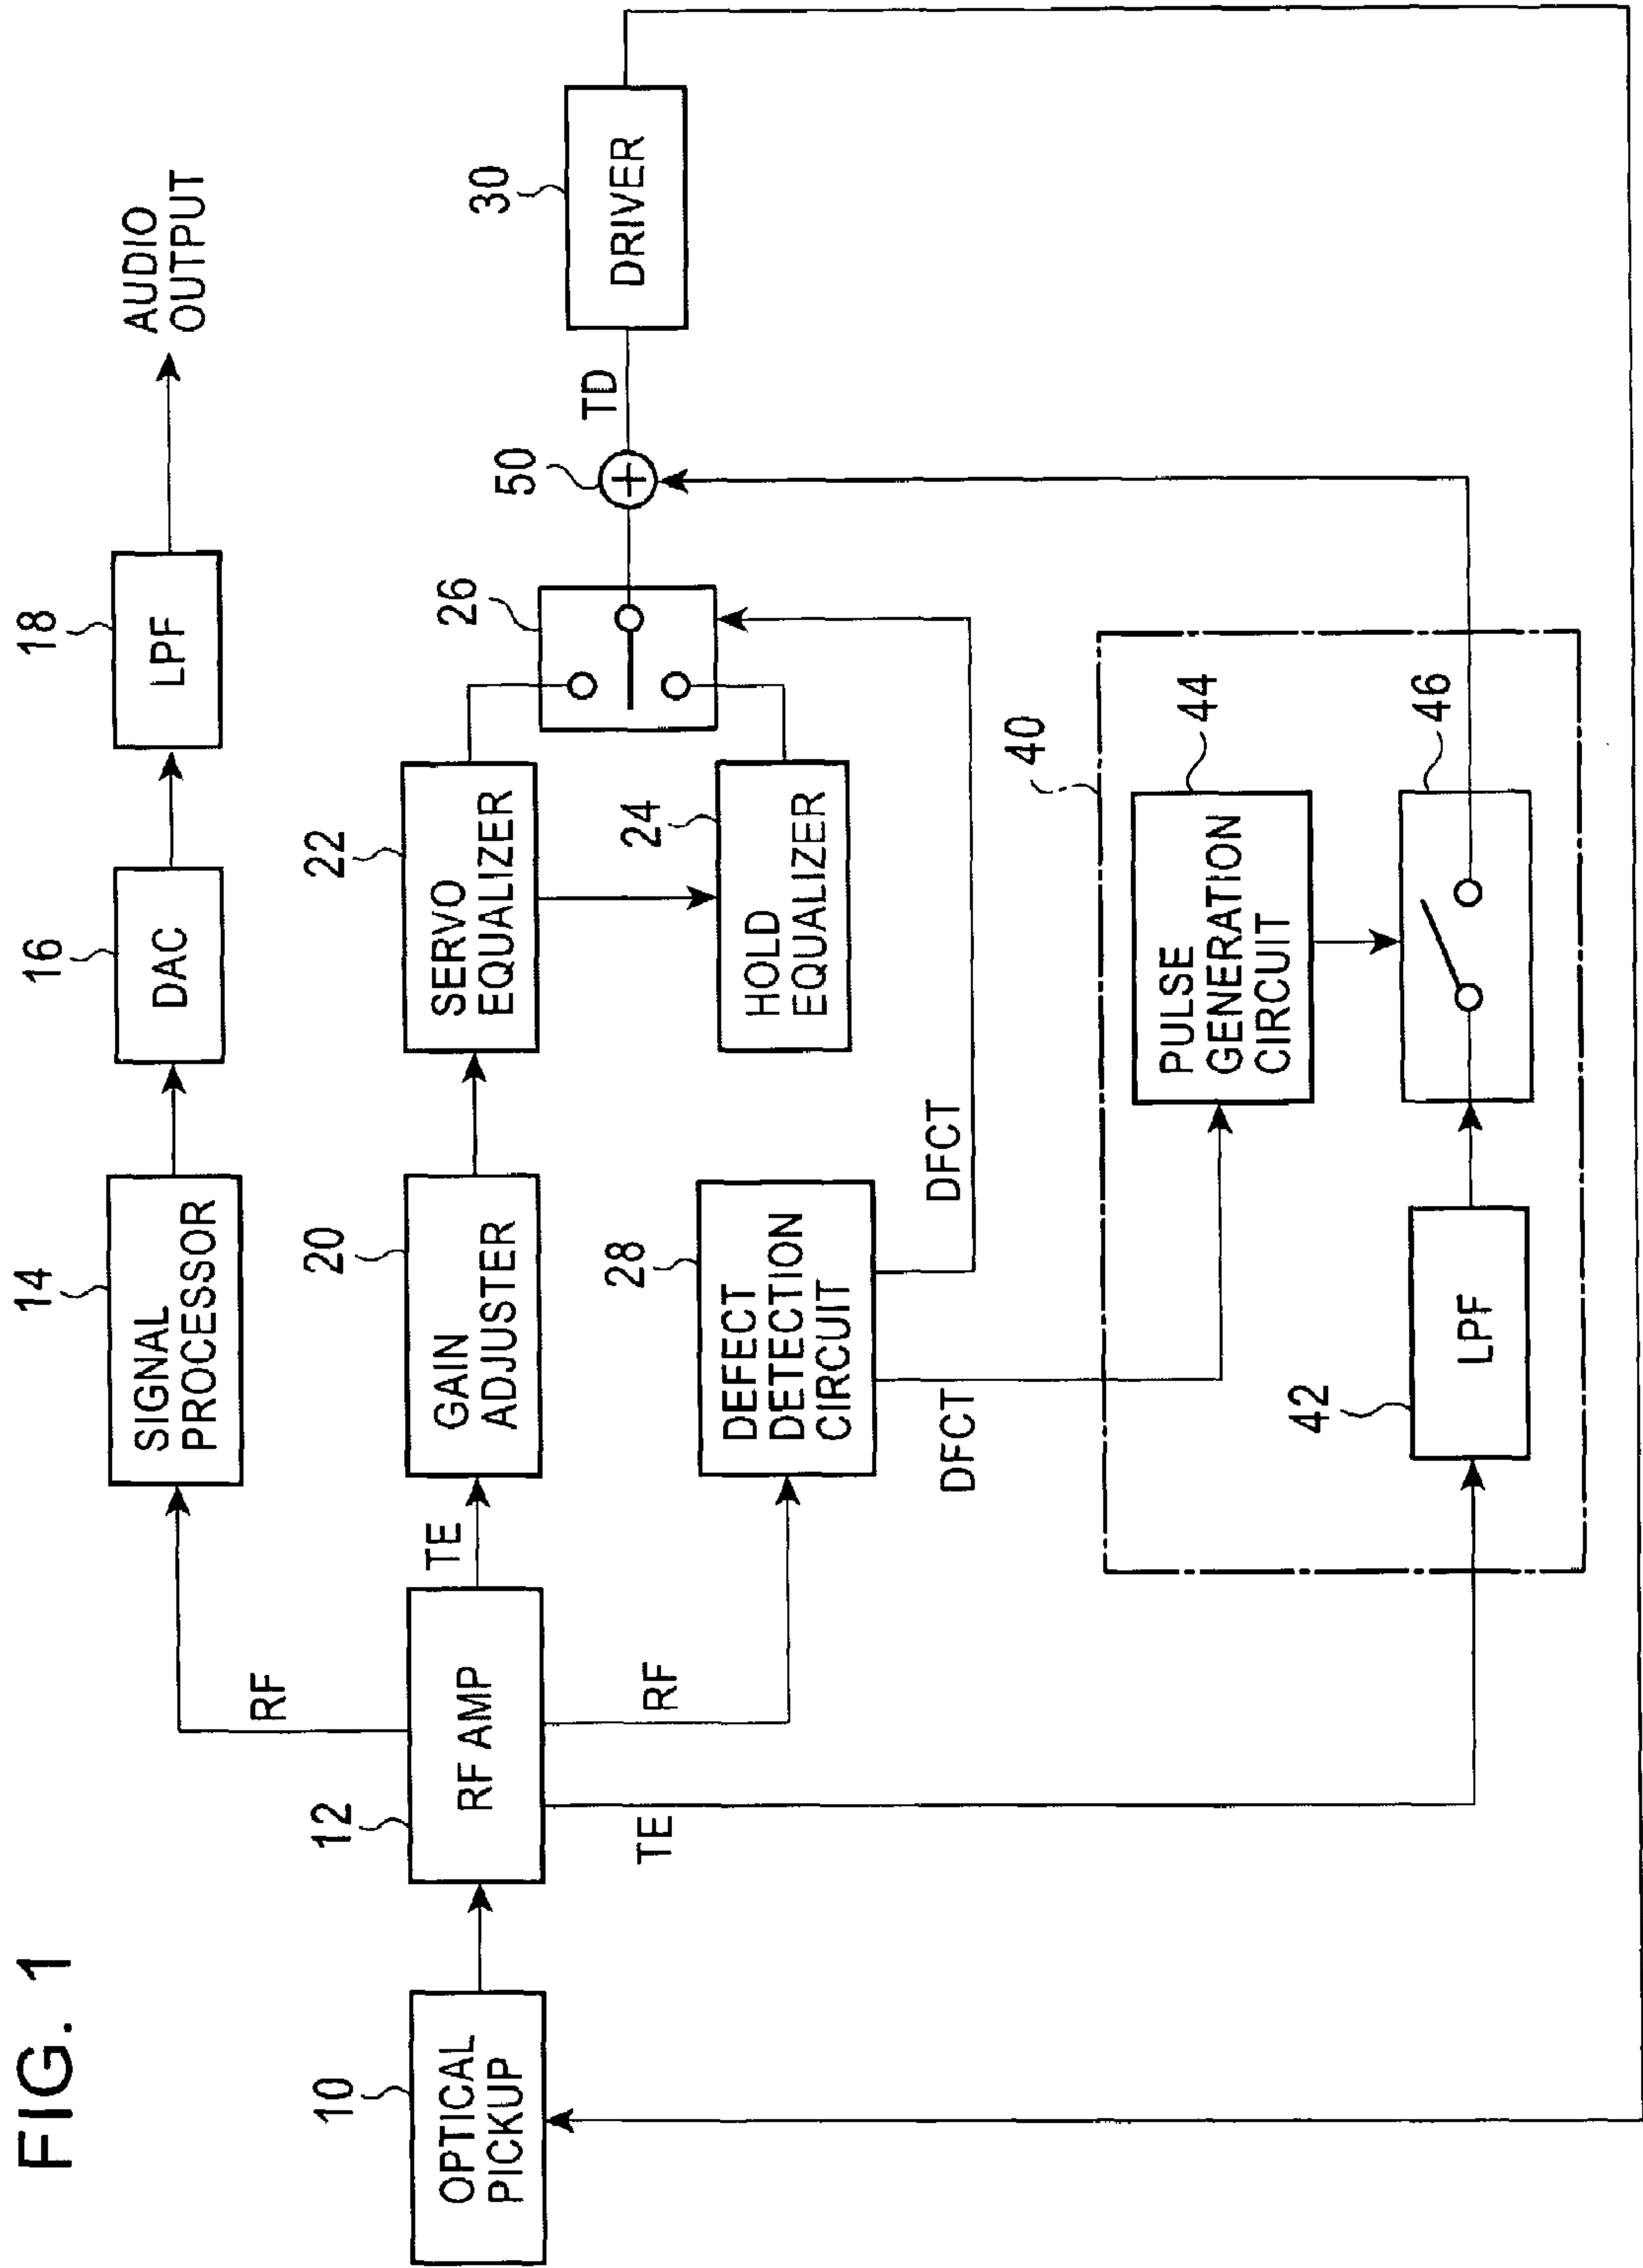 FIG. 1
14
SIGNAL
PROCESSOR
16
DAC
18
LPF
AUDIO
OUTPUT
RF
10
OPTICAL
PICKUP
12
RF AMP
TE
20
GAIN
ADJUSTER
22
SERVO
EQUALIZER
24
HOLD
EQUALIZER
26
50
TD
30
DRIVER
RF
TE
28
DEFECT
DETECTION
CIRCUIT
DFCT
DFCT
40
44
PULSE
GENERATION
CIRCUIT
42
LPF
46